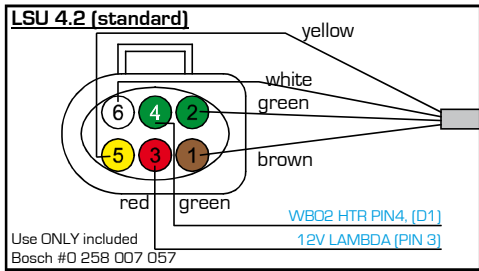 LSU 4.2 (standard)
yellow
white
green
6
4
2
5
3
1
brown
red
green
WBO2 HTR PIN4, (D1)
12V LAMBDA (PIN 3)
Use ONLY included
Bosch #0 258 007 057